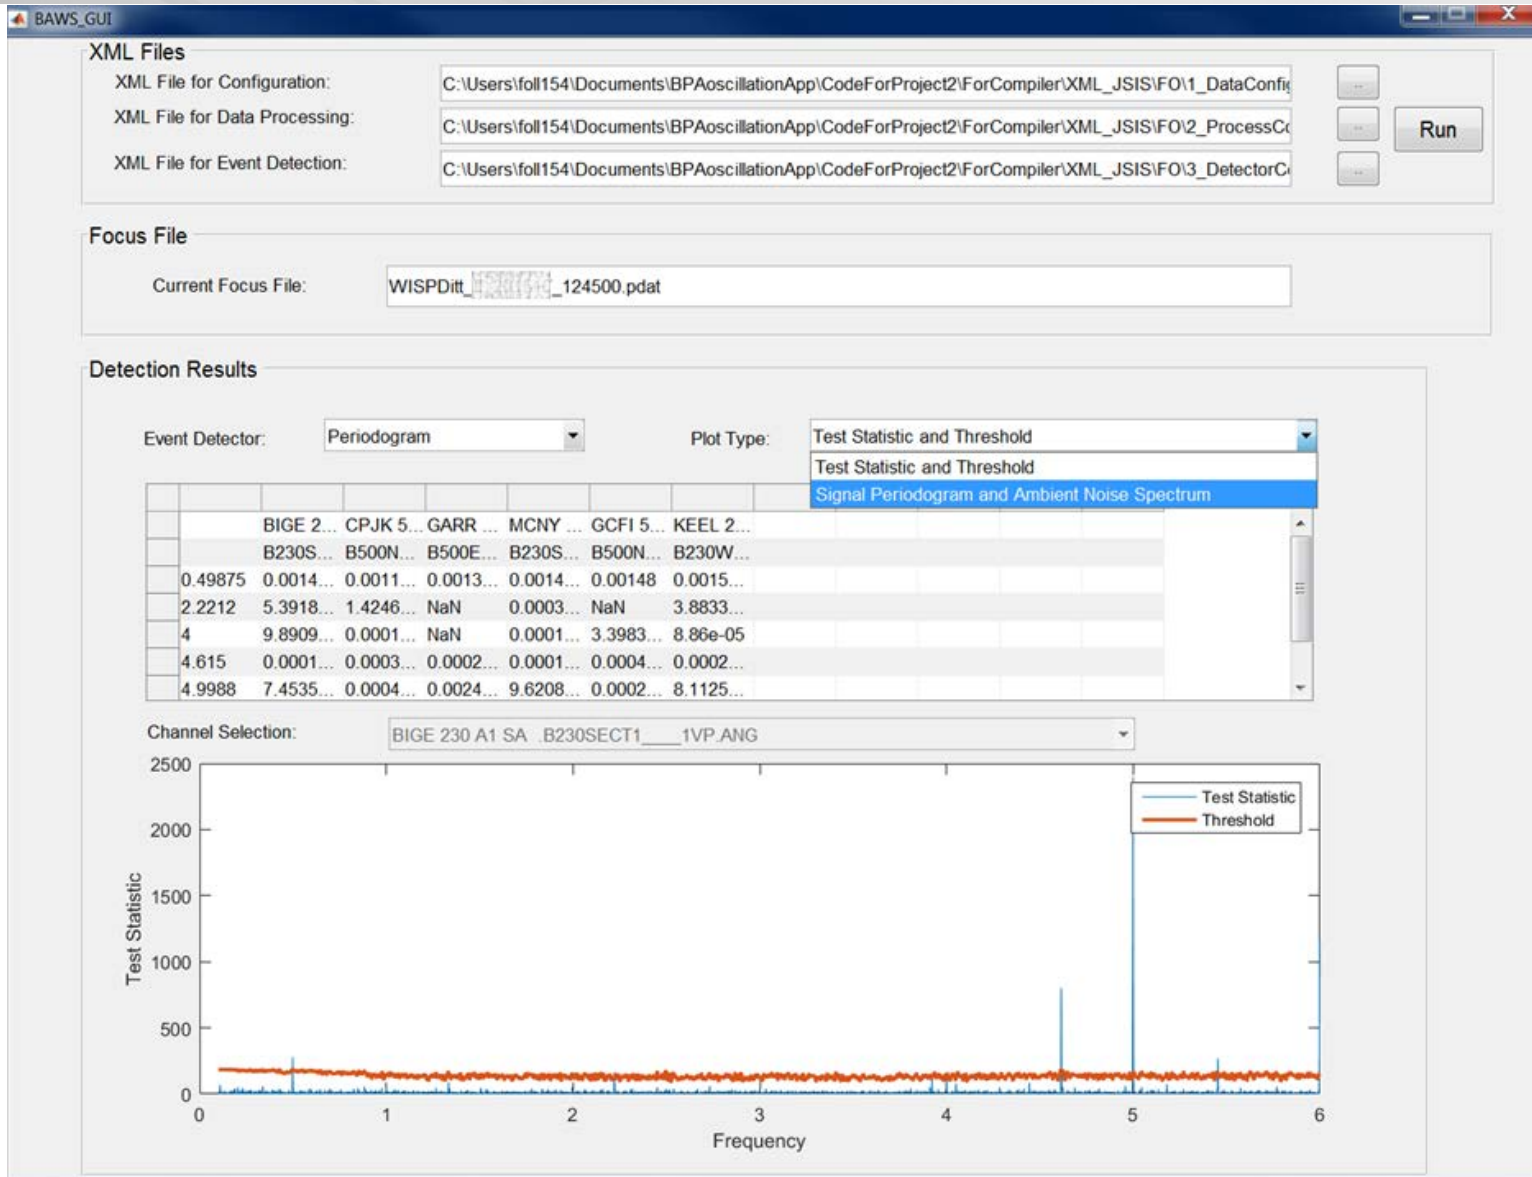 BAWS_GUI
XML Files
XML File for Configuration: C:\Users\foll154\Documents\BPAoscillationApp\CodeForProject2\ForCompiler\XML_JSIS\FO\1_DataConfig ..
XML File for Data Processing: C:\Users\foll154\Documents\BPAoscillationApp\CodeForProject2\ForCompiler\XML_JSIS\FO\2_ProcessCo .. Run
XML File for Event Detection: C:\Users\foll154\Documents\BPAoscillationApp\CodeForProject2\ForCompiler\XML_JSIS\FO\3_DetectorCo ..
Focus File
Current Focus File: WISPDitt_ _124500.pdat
Detection Results
Event Detector: Periodogram Plot Type: Test Statistic and Threshold
Test Statistic and Threshold
Signal Periodogram and Ambient Noise Spectrum
BIGE 2... CPJK 5... GARR ... MCNY ... GCFI 5... KEEL 2...
B230S... B500N... B500E... B230S... B500N... B230W...
0.49875 0.0014... 0.0011... 0.0013... 0.0014... 0.00148 0.0015...
2.2212 5.3918... 1.4246... NaN 0.0003... NaN 3.8833...
4 9.8909... 0.0001... NaN 0.0001... 3.3983... 8.86e-05
4.615 0.0001... 0.0003... 0.0002... 0.0001... 0.0004... 0.0002...
4.9988 7.4535... 0.0004... 0.0024... 9.6208... 0.0002... 8.1125...
Channel Selection: BIGE 230 A1 SA .B230SECT1____1VP.ANG
2500
2000
1500
1000
500
0
Test Statistic
Test Statistic
Threshold
0 1 2 3 4 5 6
Frequency